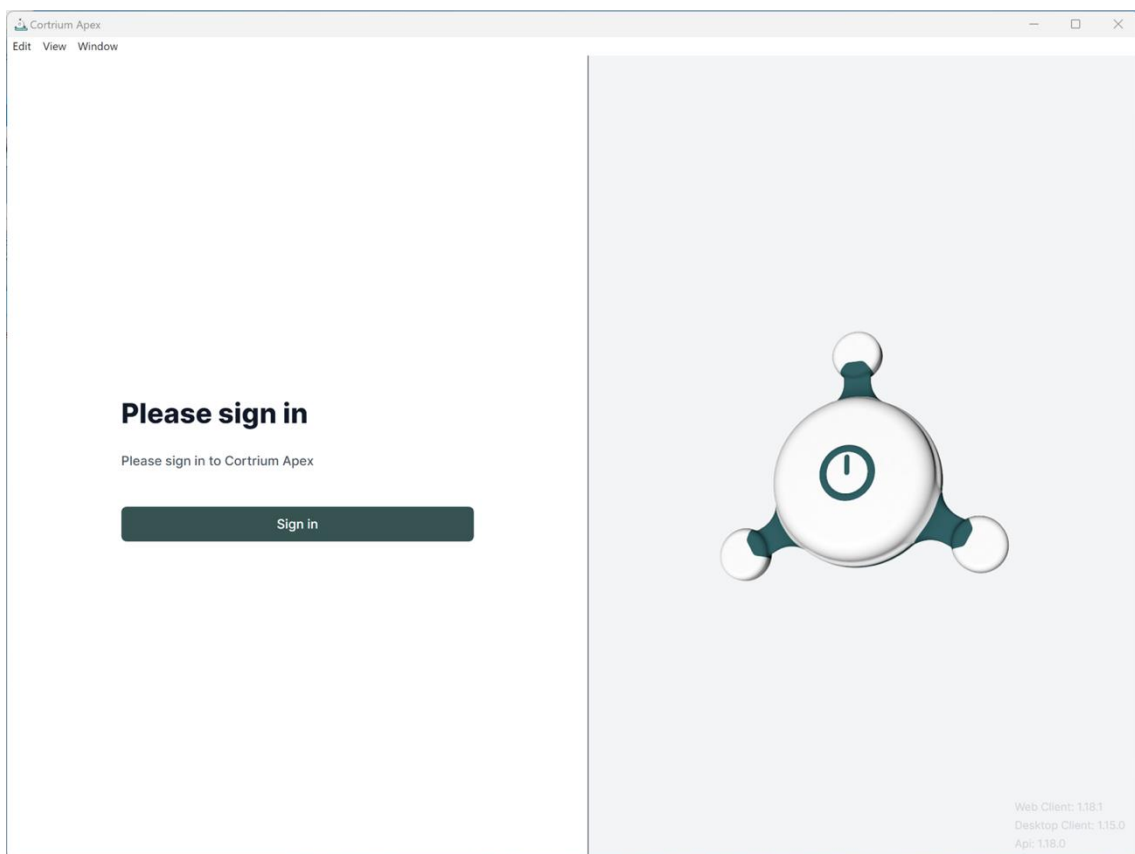 Cortrium Apex
Edit View Window
Please sign in
Please sign in to Cortrium Apex
Sign in
Web Client: 1.18.1
Desktop Client: 1.15.0
Api: 1.18.0